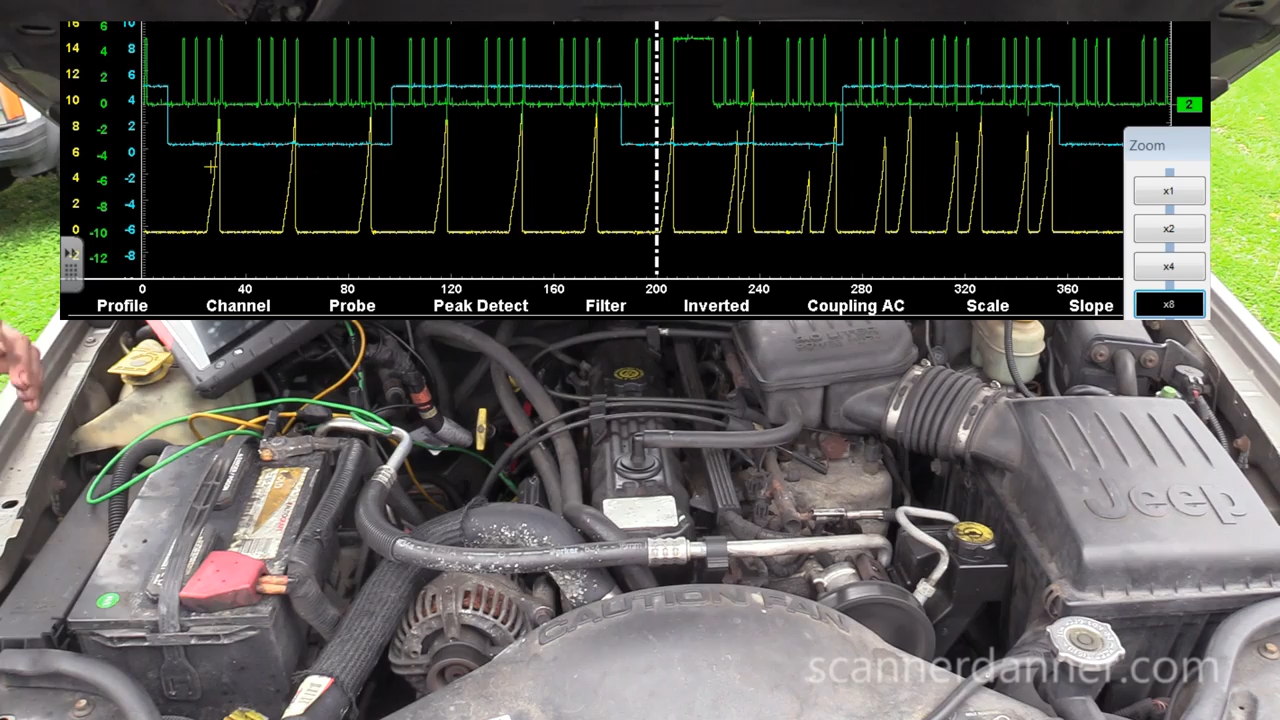 16 6 10
14 4 8
12 2 6
10 0 4
2
8 -2 2
6 -4 0
Zoom
4 -6 -2
x1
2 -8 -4
x2
0 -10 -6
-12 -8
x4
0 40 80 120 160 200 240 280 320 360
x8
Profile Channel Probe Peak Detect Filter Inverted Coupling AC Scale Slope
Jeep
CAUTION FAN
scannerdanner.com